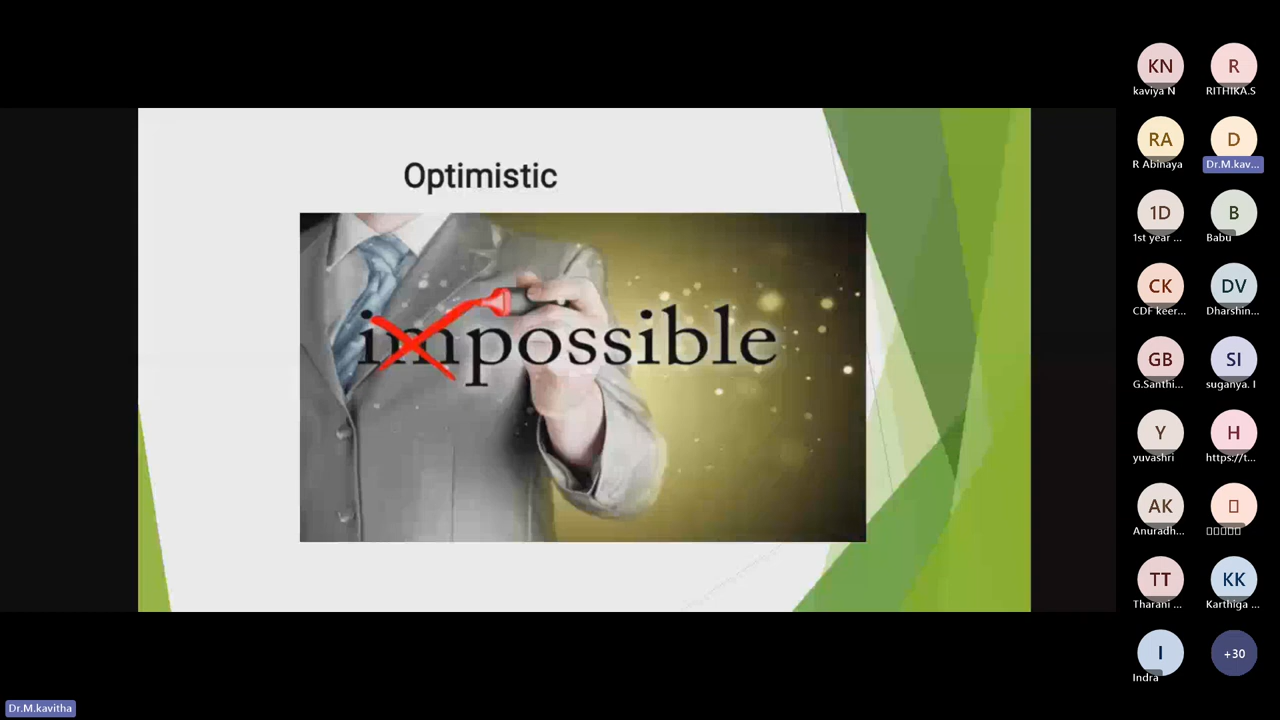 Optimistic
impossible
KN
kaviya N
R
RITHIKA.S
RA
R Abinaya
D
Dr.M.kav...
1D
1st year ...
B
Babu
CK
CDF keer...
DV
Dharshin...
GB
G.Santhi...
SI
suganya. I
Y
yuvashri
H
https://t...
AK
Anuradh...
TT
Tharani ...
KK
Karthiga ...
I
Indra
+30
Dr.M.kavitha